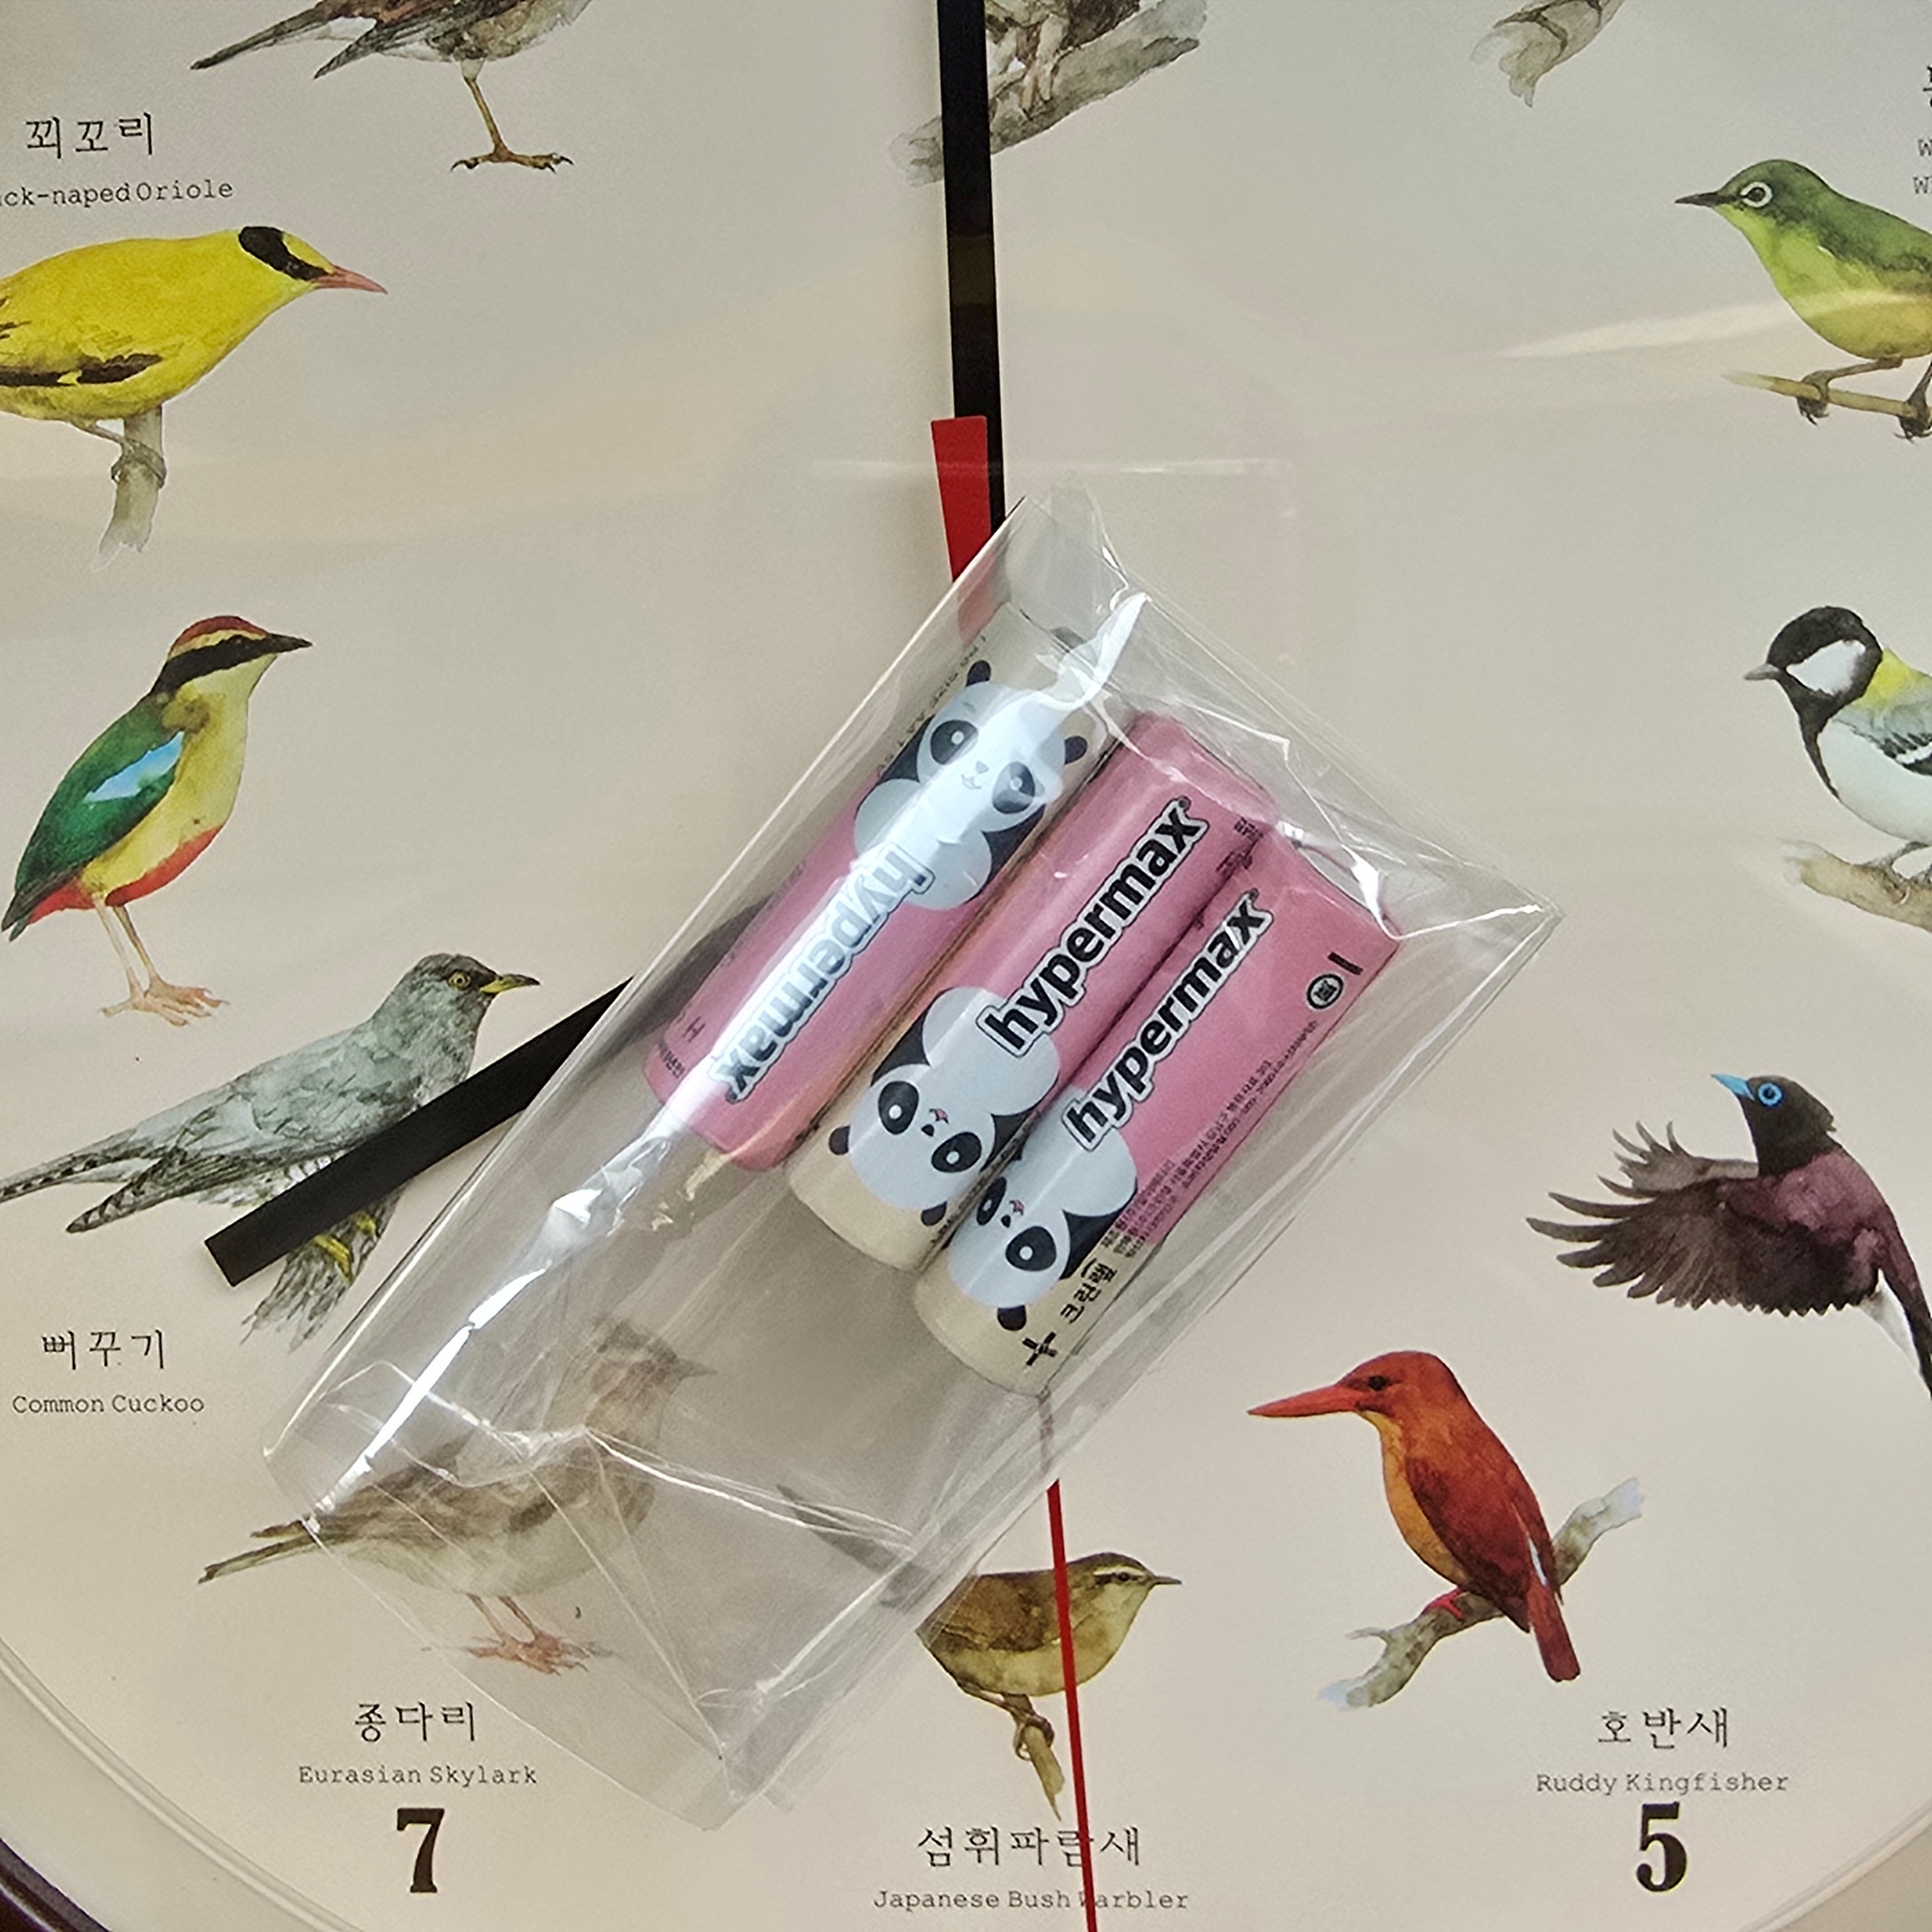 꾀꼬리
ck-naped Oriole
hypermax
hypermax
hypermax
크린랲
+
뻐꾸기
Common Cuckoo
종다리
Eurasian Skylark
7
섬휘파람새
Japanese Bush Warbler
호반새
Ruddy Kingfisher
5